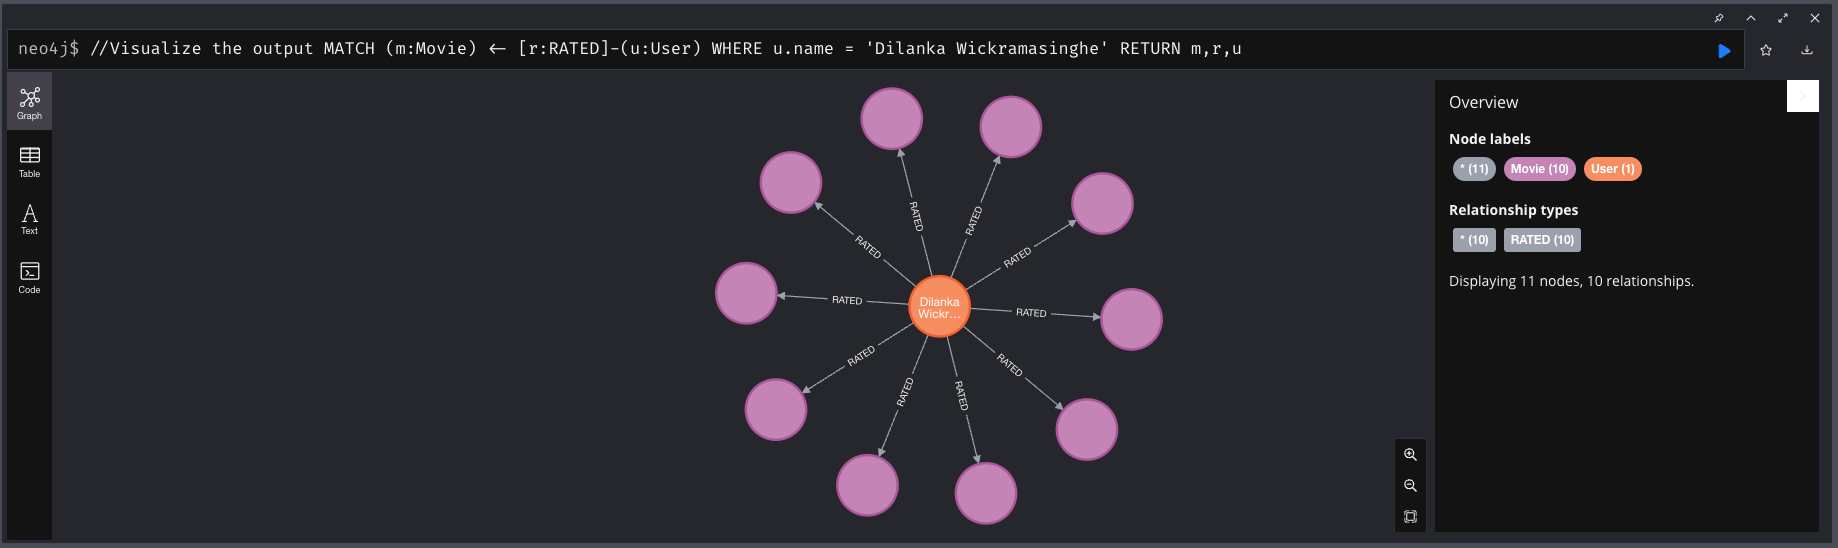 neo4j$ //Visualize the output MATCH (m:Movie) <- [r:RATED]-(u:User) WHERE u.name = 'Dilanka Wickramasinghe' RETURN m,r,u
Graph
Table
Text
Code
RATED
RATED
RATED
RATED
RATED
RATED
RATED
RATED
RATED
RATED
Dilanka
Wickr...
Overview
Node labels
* (11) Movie (10) User (1)
Relationship types
* (10) RATED (10)
Displaying 11 nodes, 10 relationships.